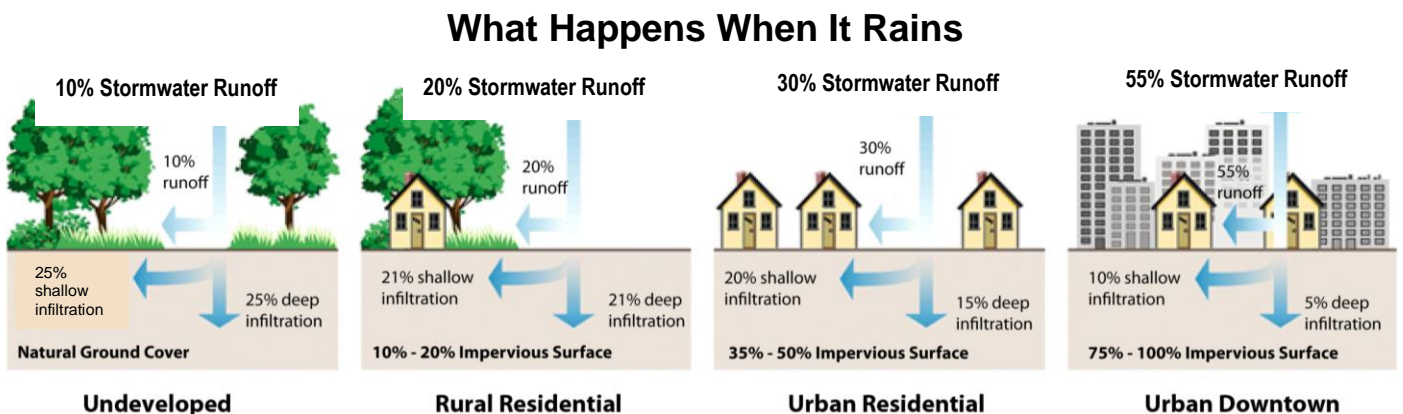 What Happens When It Rains
10% Stormwater Runoff
10%
runoff
25%
shallow
infiltration
25% deep
infiltration
Natural Ground Cover
Undeveloped
20% Stormwater Runoff
20%
runoff
21% shallow
infiltration
21% deep
infiltration
10% - 20% Impervious Surface
Rural Residential
30% Stormwater Runoff
30%
runoff
20% shallow
infiltration
15% deep
infiltration
35% - 50% Impervious Surface
Urban Residential
55% Stormwater Runoff
55%
runoff
10% shallow
infiltration
5% deep
infiltration
75% - 100% Impervious Surface
Urban Downtown